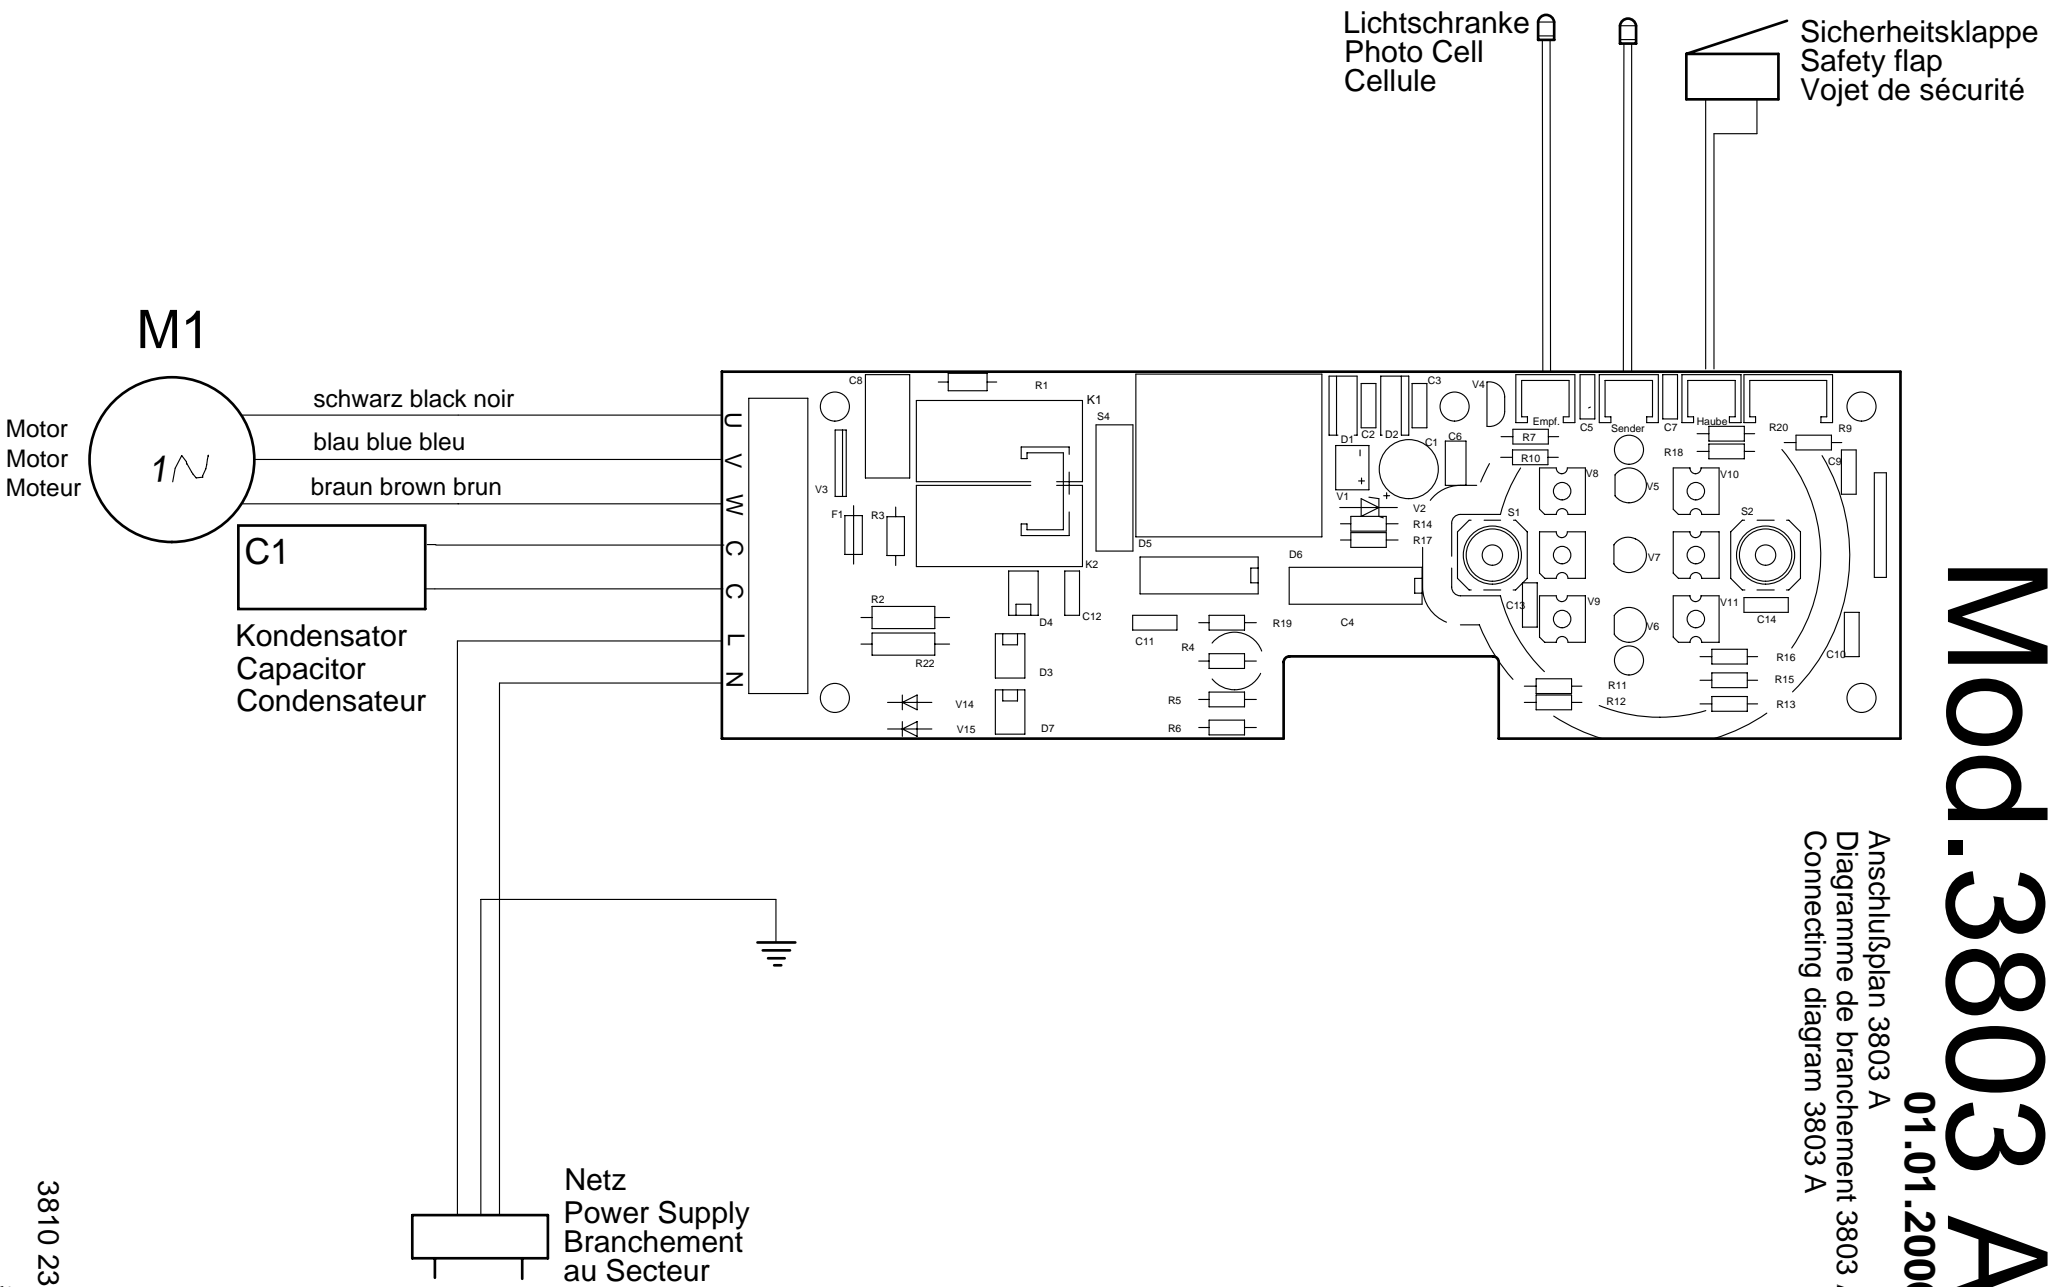 Lichtschranke
Photo Cell
Cellule
Sicherheitsklappe
Safety flap
Vojet de sécurité
M1
Motor
Motor
Moteur
1
schwarz black noir
blau blue bleu
braun brown brun
C1
Kondensator
Capacitor
Condensateur
U
V
W
C
C
L
N
C8
R1
K1
S4
V3
F1
R3
K2
R2
R22
D4
C12
D3
V14
V15
D7
D5
D6
C11
R19
C4
R4
R5
R6
D1
C2
D2
C3
C1
C6
V4
V1
V2
R14
R17
Empf.
C5
Sender
C7
Haube
R20
R9
R7
R10
R18
C9
V8
V5
V10
S1
S2
V7
C13
V9
V6
V11
C14
C10
R16
R15
R13
R11
R12
Netz
Power Supply
Branchement
au Secteur
3810 23
Mod.3803 A
01.01.200
Anschlußplan 3803 A
Diagramme de branchement 3803
Connecting diagram 3803 A